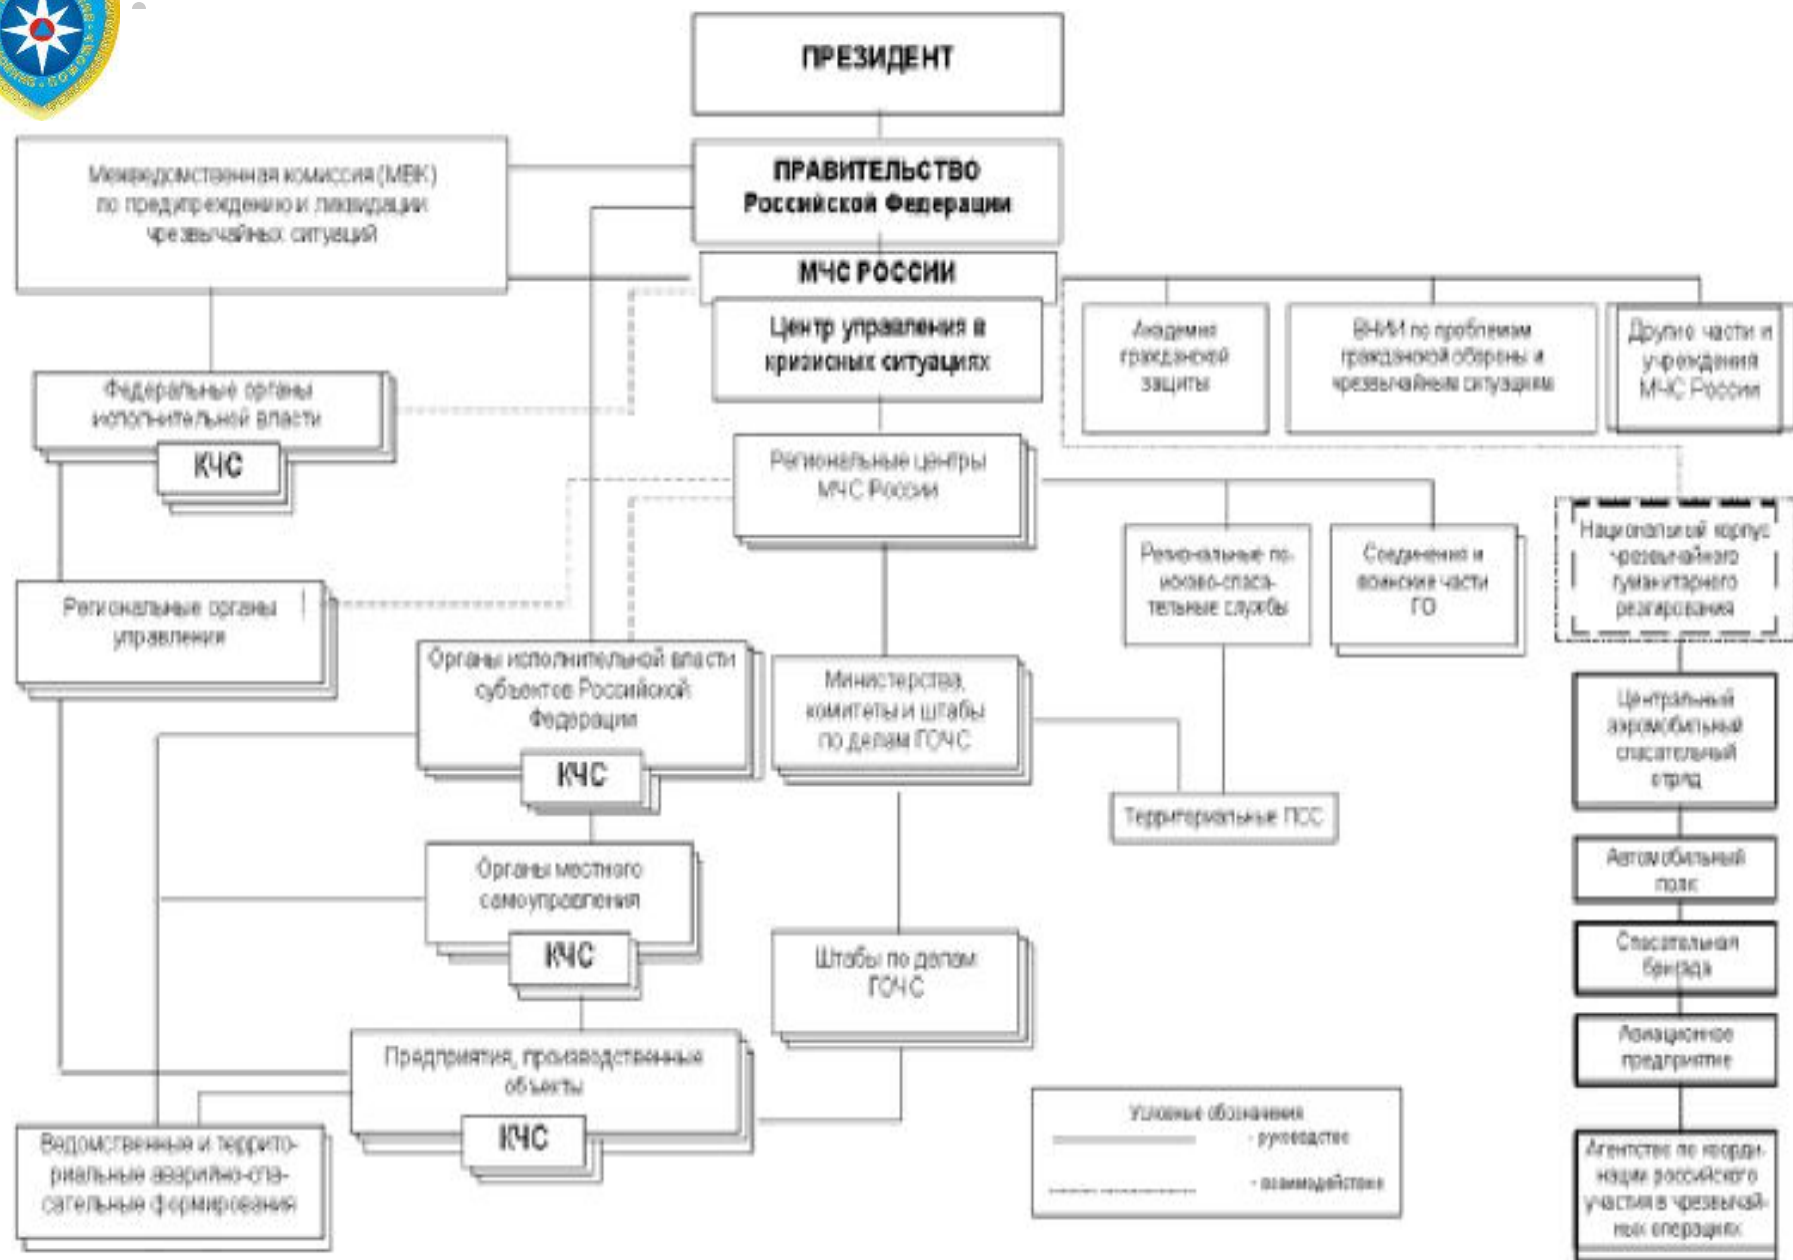 ПРЕЗИДЕНТ
Межведомственная комиссия (МВК)
по предупреждению и ликвидации
чрезвычайных ситуаций
ПРАВИТЕЛЬСТВО
Российской Федерации
МЧС РОССИИ
Центр управления в
кризисных ситуациях
Академия
гражданской
защиты
ВНИИ по проблемам
гражданской обороны и
чрезвычайным ситуациям
Другие части и
учреждения
МЧС России
Федеральные органы
исполнительной власти
КЧС
Региональные центры
МЧС России
Региональные по-
исково-спаса-
тельные службы
Соединения и
воинские части
ГО
Национальный корпус
чрезвычайного
гуманитарного
реагирования
Региональные органы
управления
Органы исполнительной власти
субъектов Российской
Федерации
КЧС
Министерства,
комитеты и штабы
по делам ГОЧС
Центральный
аэромобильный
спасательный
отряд
Территориальные ПСС
Автомобильный
полк
Органы местного
самоуправления
КЧС
Штабы по делам
ГОЧС
Спасательная
бригада
Авиационное
предприятие
Предприятия, производственные
объекты
КЧС
Ведомственные и террито-
риальные аварийно-спа-
сательные формирования
Условные обозначения
- руководство
- взаимодействие
Агентство по коорди-
нации российского
участия в чрезвычай-
ных операциях